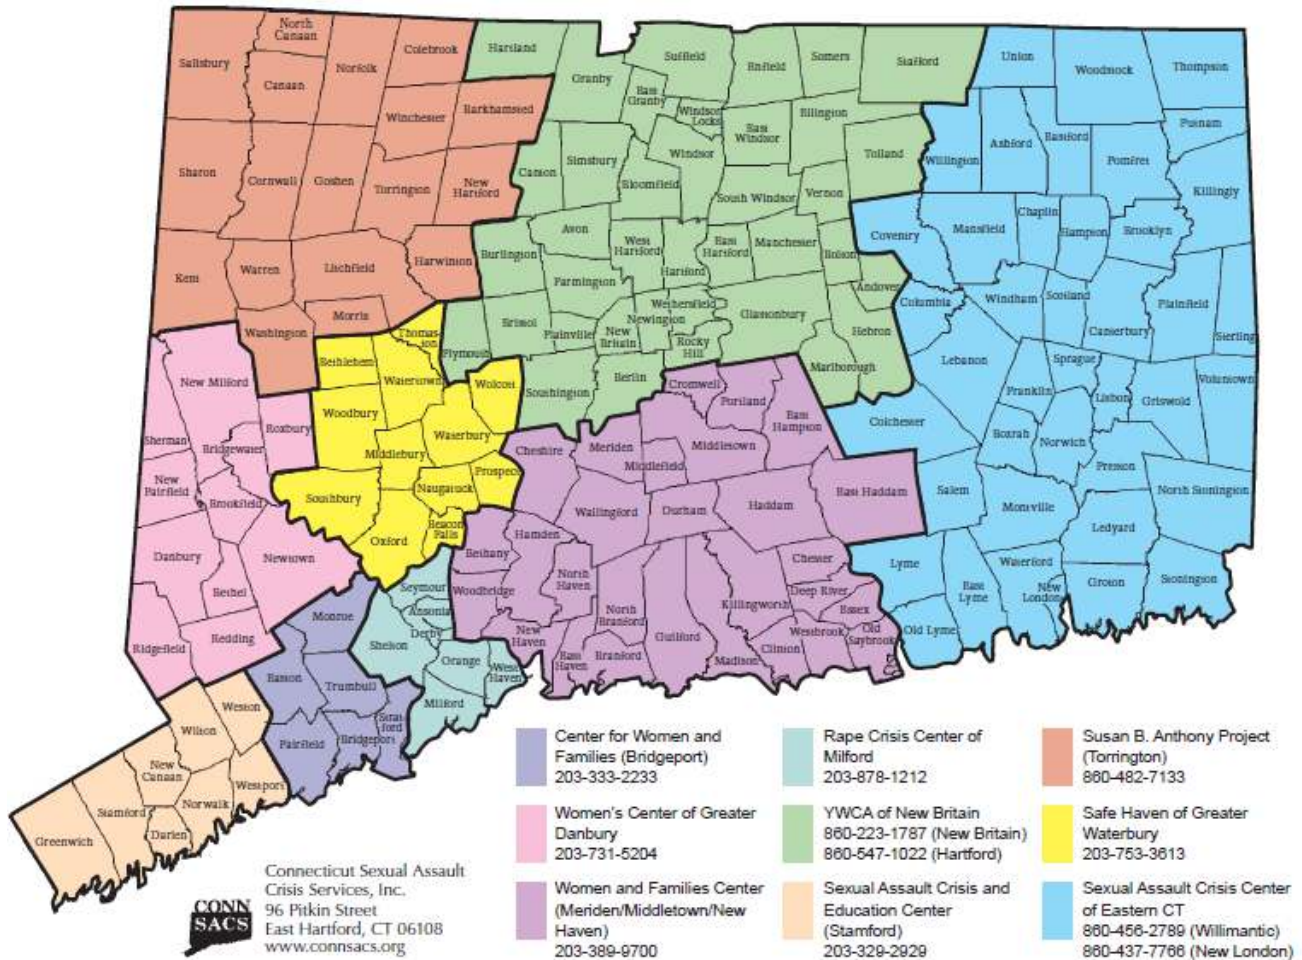 North
Canaan
Colebrook
Hartland
Salisbury
Norfolk
Canaan
Granby
Suffield
Enfield
Somers
Stafford
Union
Woodstock
Thompson
East
Granby
Windsor
Locks
Winchester
Barkhamsted
East
Windsor
Ellington
Willington
Ashford
Eastford
Putnam
Pomfret
Sharon
Cornwall
Goshen
Torrington
New
Hartford
Canton
Simsbury
Bloomfield
Windsor
South Windsor
Vernon
Tolland
Killingly
Kent
Warren
Litchfield
Harwinton
Burlington
Avon
West
Hartford
Hartford
East
Hartford
Manchester
Bolton
Coventry
Mansfield
Chaplin
Hampton
Brooklyn
Washington
Morris
Thomas-
ton
Plymouth
Bristol
Farmington
Plainville
New
Britain
Newington
Wethersfield
Rocky
Hill
Glastonbury
Andover
Hebron
Columbia
Windham
Scotland
Canterbury
Plainfield
Sterling
New Milford
Bethlehem
Watertown
Wolcott
Southington
Berlin
Cromwell
Portland
Marlborough
Lebanon
Franklin
Sprague
Lisbon
Griswold
Voluntown
Sherman
Bridgewater
Roxbury
Woodbury
Waterbury
Middlebury
Cheshire
Meriden
Middlefield
Middletown
East
Hampton
Colchester
Bozrah
Norwich
Preston
New
Fairfield
Brookfield
Southbury
Naugatuck
Prospect
Wallingford
Durham
Haddam
East Haddam
Salem
Montville
North Stonington
Danbury
Newtown
Oxford
Beacon
Falls
Bethany
Hamden
Chester
Lyme
Waterford
Ledyard
Bethel
Seymour
Ansonia
Woodbridge
North
Haven
North
Branford
Killingworth
Deep River
Essex
East
Lyme
New
London
Groton
Stonington
Ridgefield
Redding
Monroe
Shelton
Derby
Orange
New
Haven
West
Haven
East
Haven
Branford
Guilford
Madison
Clinton
Westbrook
Old
Saybrook
Old Lyme
Easton
Trumbull
Milford
Weston
Wilton
Fairfield
Bridgeport
Strat
ford
New
Canaan
Westport
Norwalk
Stamford
Darien
Greenwich
Center for Women and
Families (Bridgeport)
203-333-2233
Rape Crisis Center of
Milford
203-878-1212
Susan B. Anthony Project
(Torrington)
860-482-7133
Women's Center of Greater
Danbury
203-731-5204
YWCA of New Britain
860-223-1787 (New Britain)
860-547-1022 (Hartford)
Safe Haven of Greater
Waterbury
203-753-3613
Women and Families Center
(Meriden/Middletown/New
Haven)
203-389-9700
Sexual Assault Crisis and
Education Center
(Stamford)
203-329-2929
Sexual Assault Crisis Center
of Eastern CT
860-456-2789 (Willimantic)
860-437-7766 (New London)
CONN
SACS
Connecticut Sexual Assault
Crisis Services, Inc.
96 Pitkin Street
East Hartford, CT 06108
www.connsacs.org